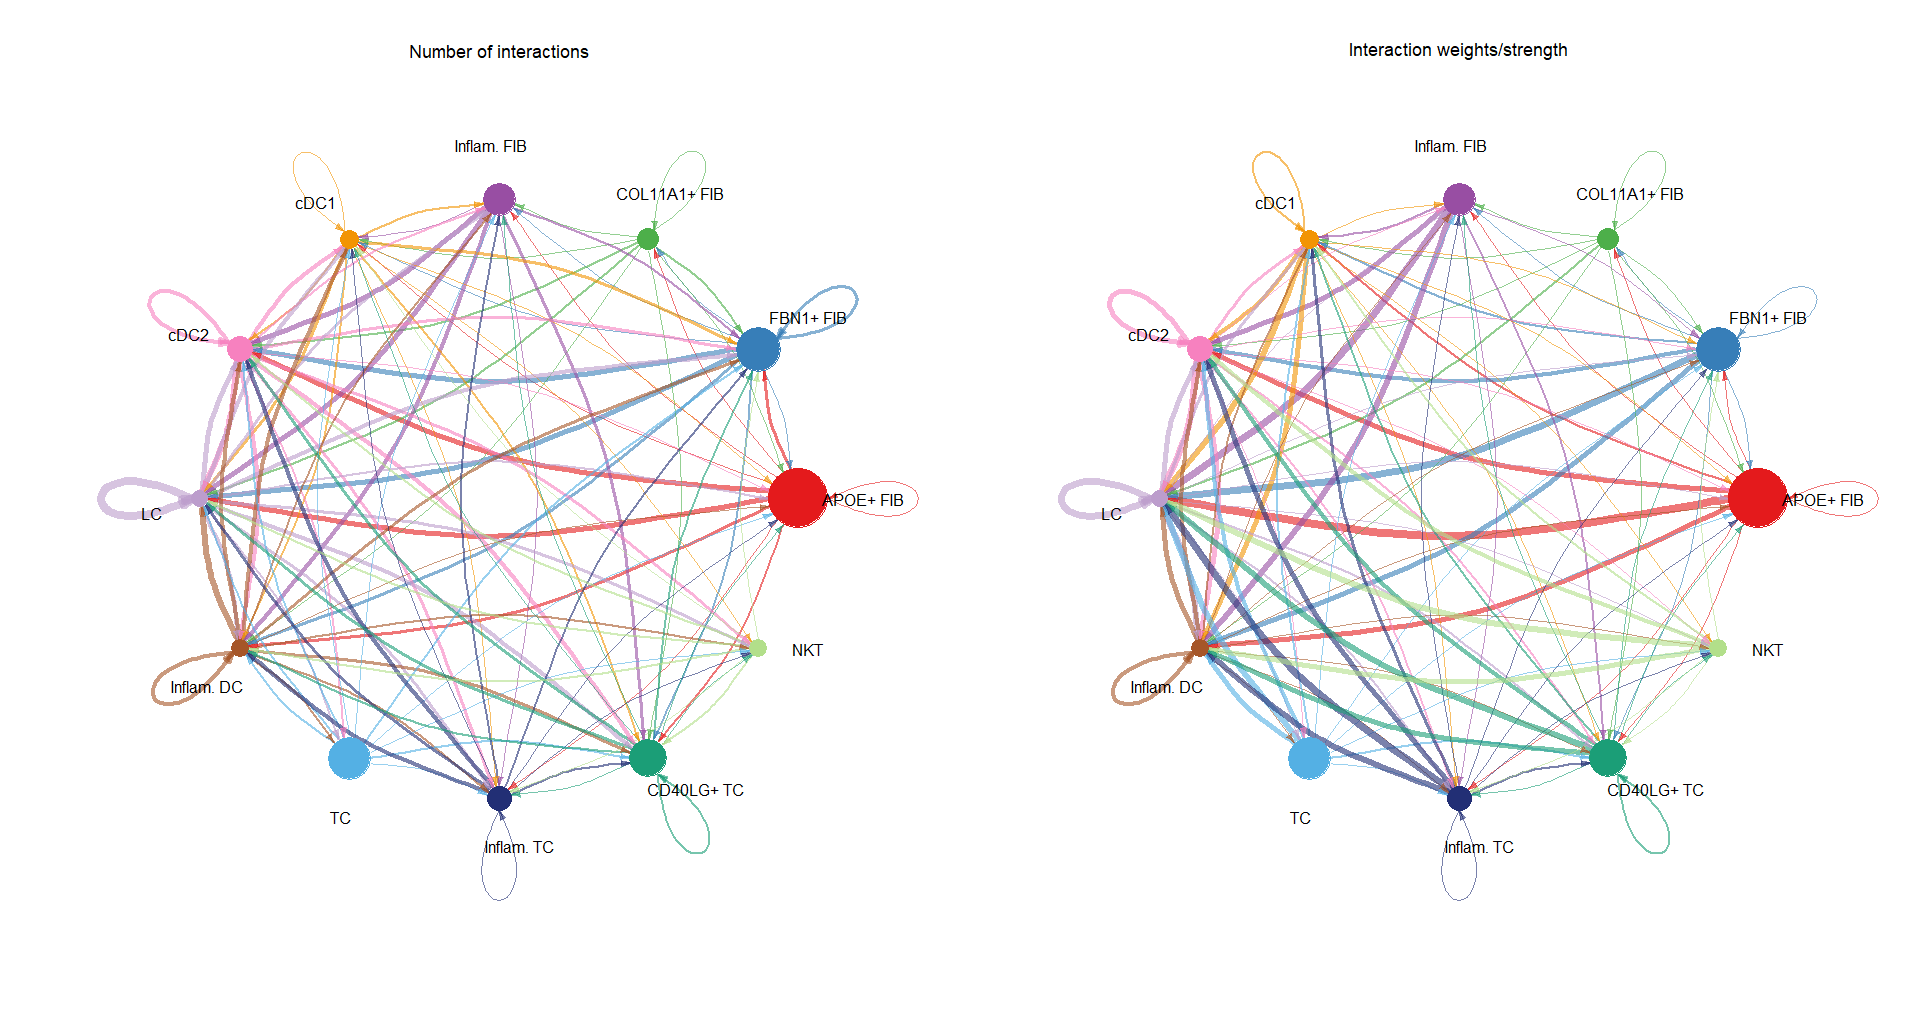 Number of interactions
Inflam. FIB
COL11A1+ FIB
cDC1
FBN1+ FIB
cDC2
APOE+ FIB
LC
NKT
Inflam. DC
CD40LG+ TC
TC
Inflam. TC
Interaction weights/strength
Inflam. FIB
COL11A1+ FIB
cDC1
FBN1+ FIB
cDC2
APOE+ FIB
LC
NKT
Inflam. DC
CD40LG+ TC
TC
Inflam. TC